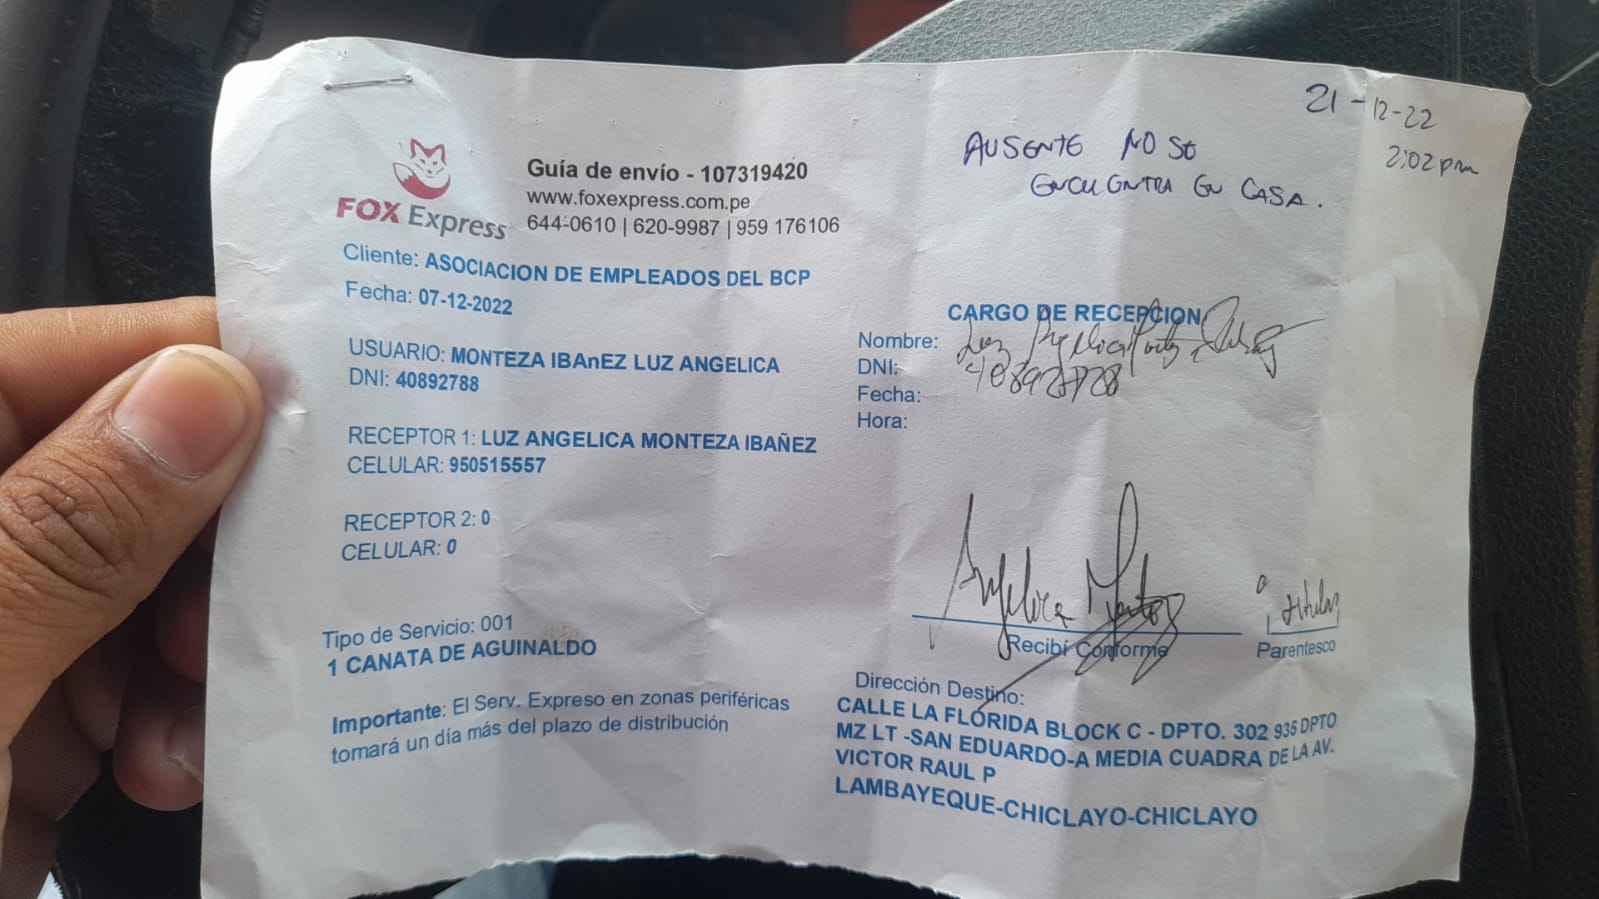 21-12-22
2:02 pm
AUSENTE NO SE
ENCUENTRA EN CASA.
FOX Express
Guía de envío - 107319420
www.foxexpress.com.pe
644-0610 | 620-9987 | 959 176106
Cliente: ASOCIACION DE EMPLEADOS DEL BCP
Fecha: 07-12-2022
USUARIO: MONTEZA IBAnEZ LUZ ANGELICA
DNI: 40892788
RECEPTOR 1: LUZ ANGELICA MONTEZA IBAÑEZ
CELULAR: 950515557
RECEPTOR 2: 0
CELULAR: 0
Tipo de Servicio: 001
1 CANATA DE AGUINALDO
Importante: El Serv. Expreso en zonas periféricas
tomará un día más del plazo de distribución
CARGO DE RECEPCION
Nombre: Luz Angelica
DNI:
Fecha:
Hora:
Angelica
Recibí Conforme
titular
Parentesco
Dirección Destino:
CALLE LA FLORIDA BLOCK C - DPTO. 302 935 DPTO
MZ LT -SAN EDUARDO-A MEDIA CUADRA DE LA AV.
VICTOR RAUL P
LAMBAYEQUE-CHICLAYO-CHICLAYO